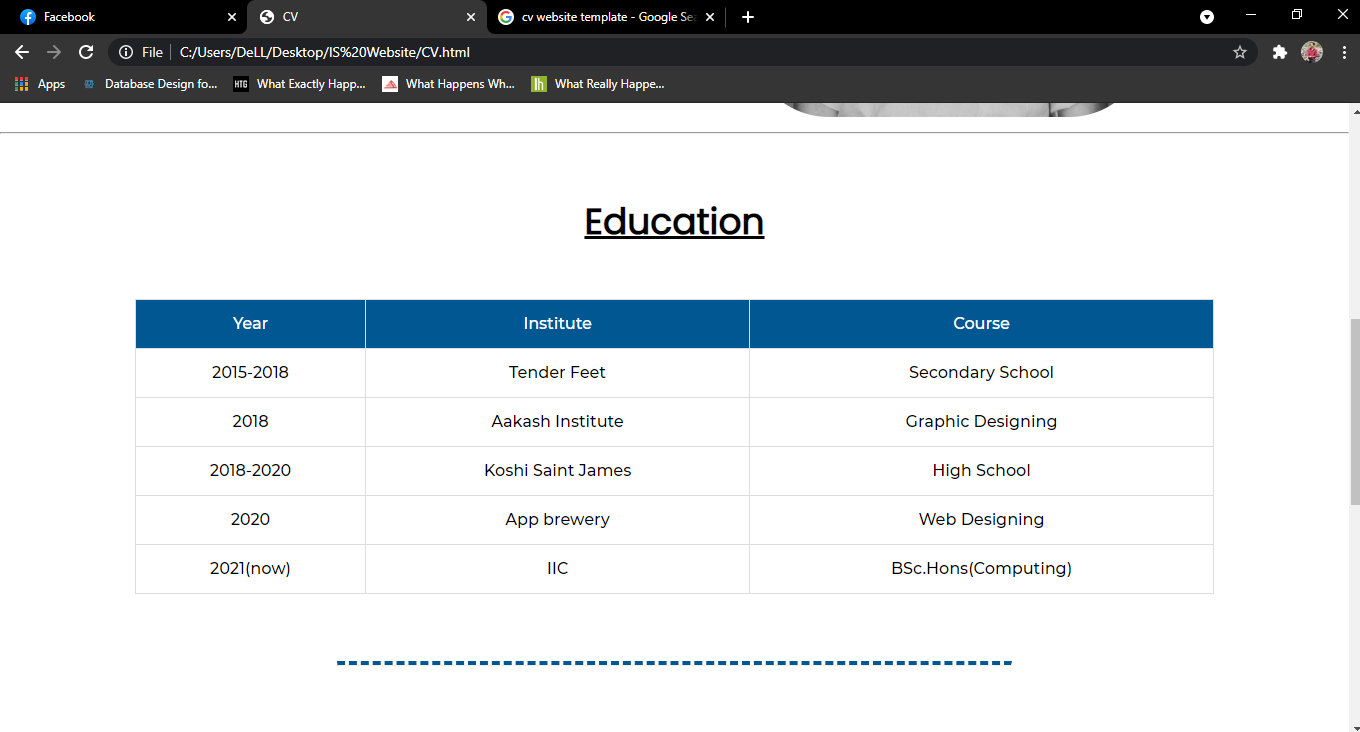 Facebook
CV
cv website template - Google Se
File C:/Users/DeLL/Desktop/IS%20Website/CV.html
Apps Database Design fo... HTG What Exactly Happ... What Happens Wh... lh What Really Happe...
Education
Year Institute Course
2015-2018 Tender Feet Secondary School
2018 Aakash Institute Graphic Designing
2018-2020 Koshi Saint James High School
2020 App brewery Web Designing
2021(now) IIC BSc.Hons(Computing)